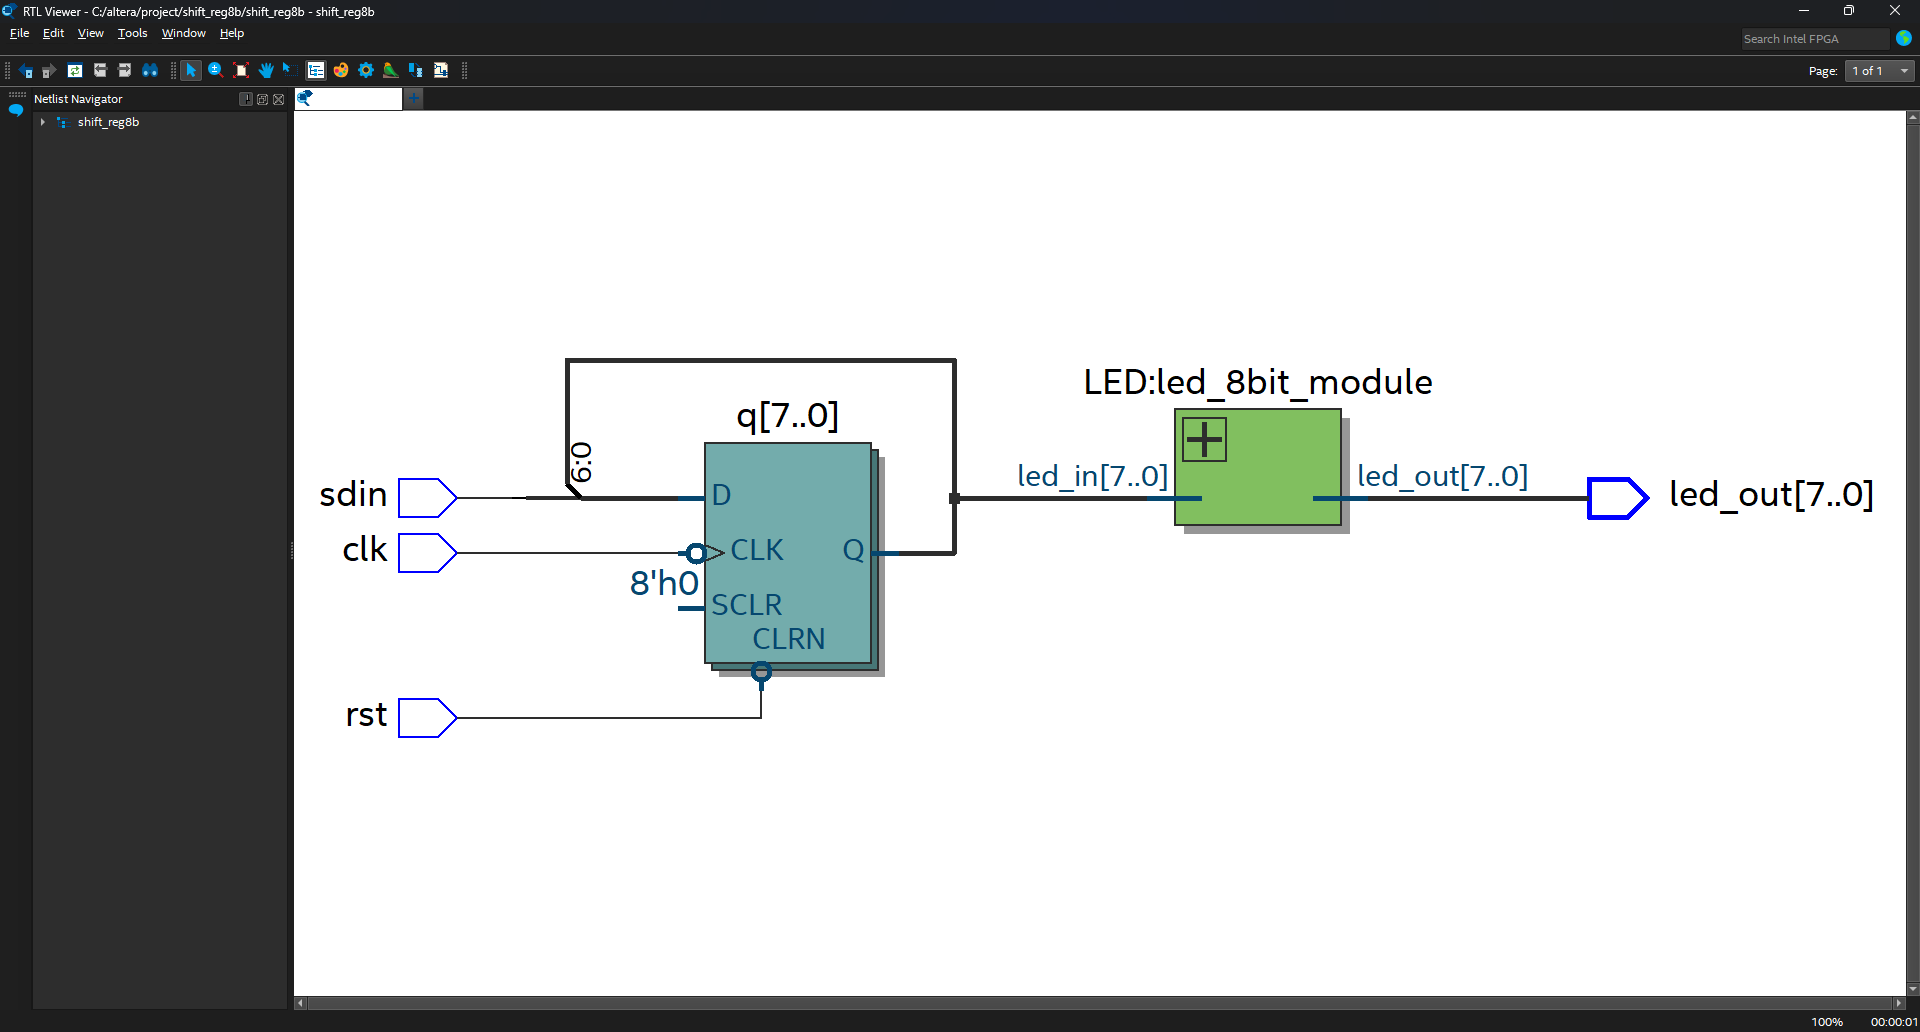 RTL Viewer - C:/altera/project/shift_reg8b/shift_reg8b - shift_reg8b
File Edit View Tools Window Help
Search Intel FPGA
Page: 1 of 1
Netlist Navigator
shift_reg8b
LED:led_8bit_module
q[7..0]
6:0
sdin
D
led_in[7..0]
led_out[7..0]
led_out[7..0]
clk
CLK
Q
8'h0
SCLR
CLRN
rst
100% 00:00:01